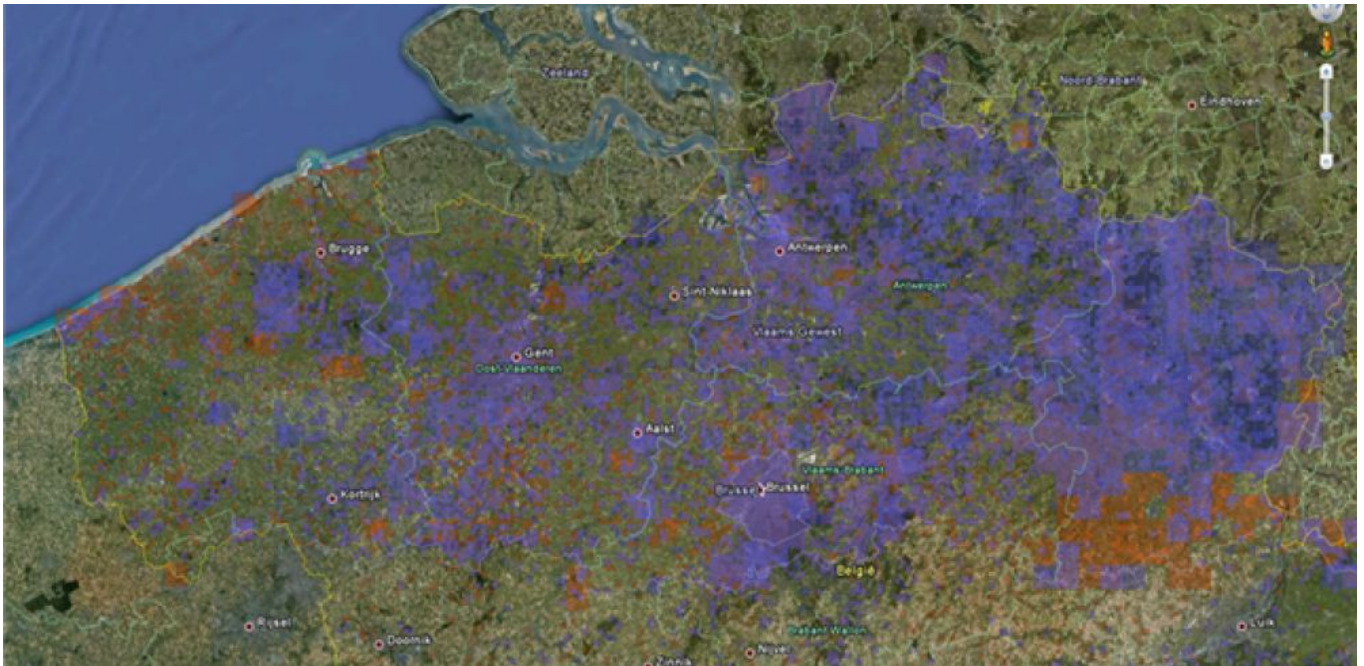 Zeeland
Noord-Brabant
Eindhoven
Brugge
Antwerpen
Antwerpen
Sint-Niklaas
Vlaams Gewest
Gent
Oost-Vlaanderen
Aalst
Vlaams-Brabant
Brussel
Kortrijk
België
Rijsel
Brabant Wallon
Luik
Doornik
Nijvel
Zinnik